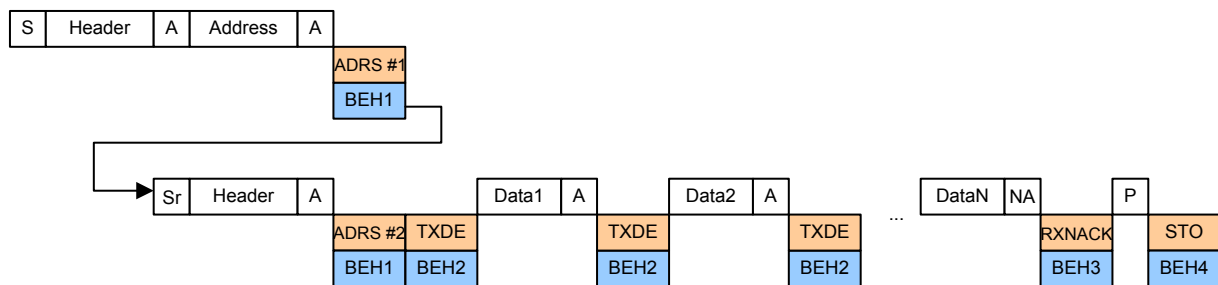 S Header A Address A
ADRS #1
BEH1
Sr Header A Data1 A Data2 A ... DataN NA P
ADRS #2 TXDE TXDE TXDE RXNACK STO
BEH1 BEH2 BEH2 BEH2 BEH3 BEH4